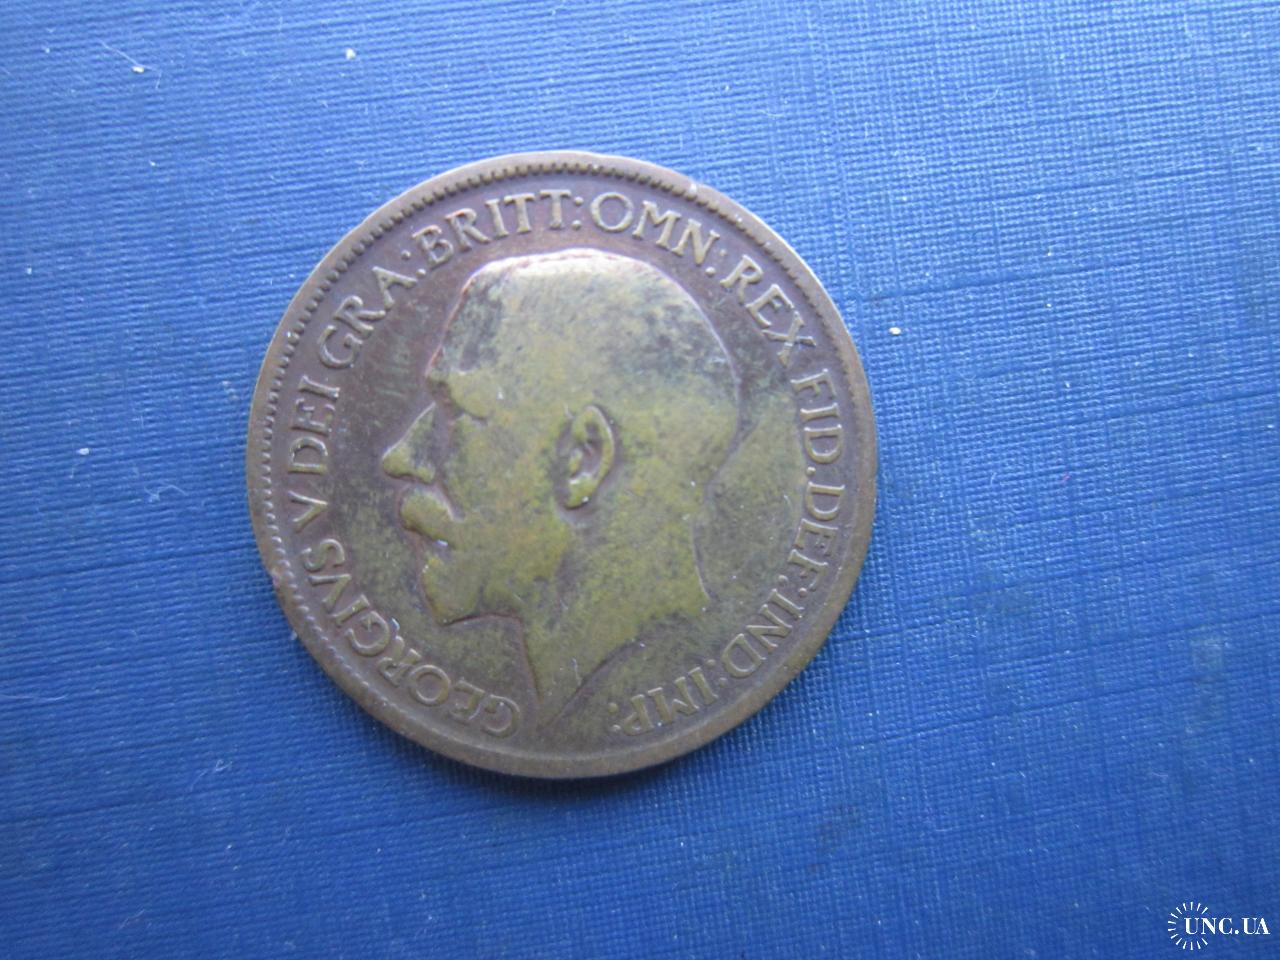 GEORGIVS V DEI GRA: BRITT: OMN: REX FID. DEF: IND: IMP:
UNC.UA